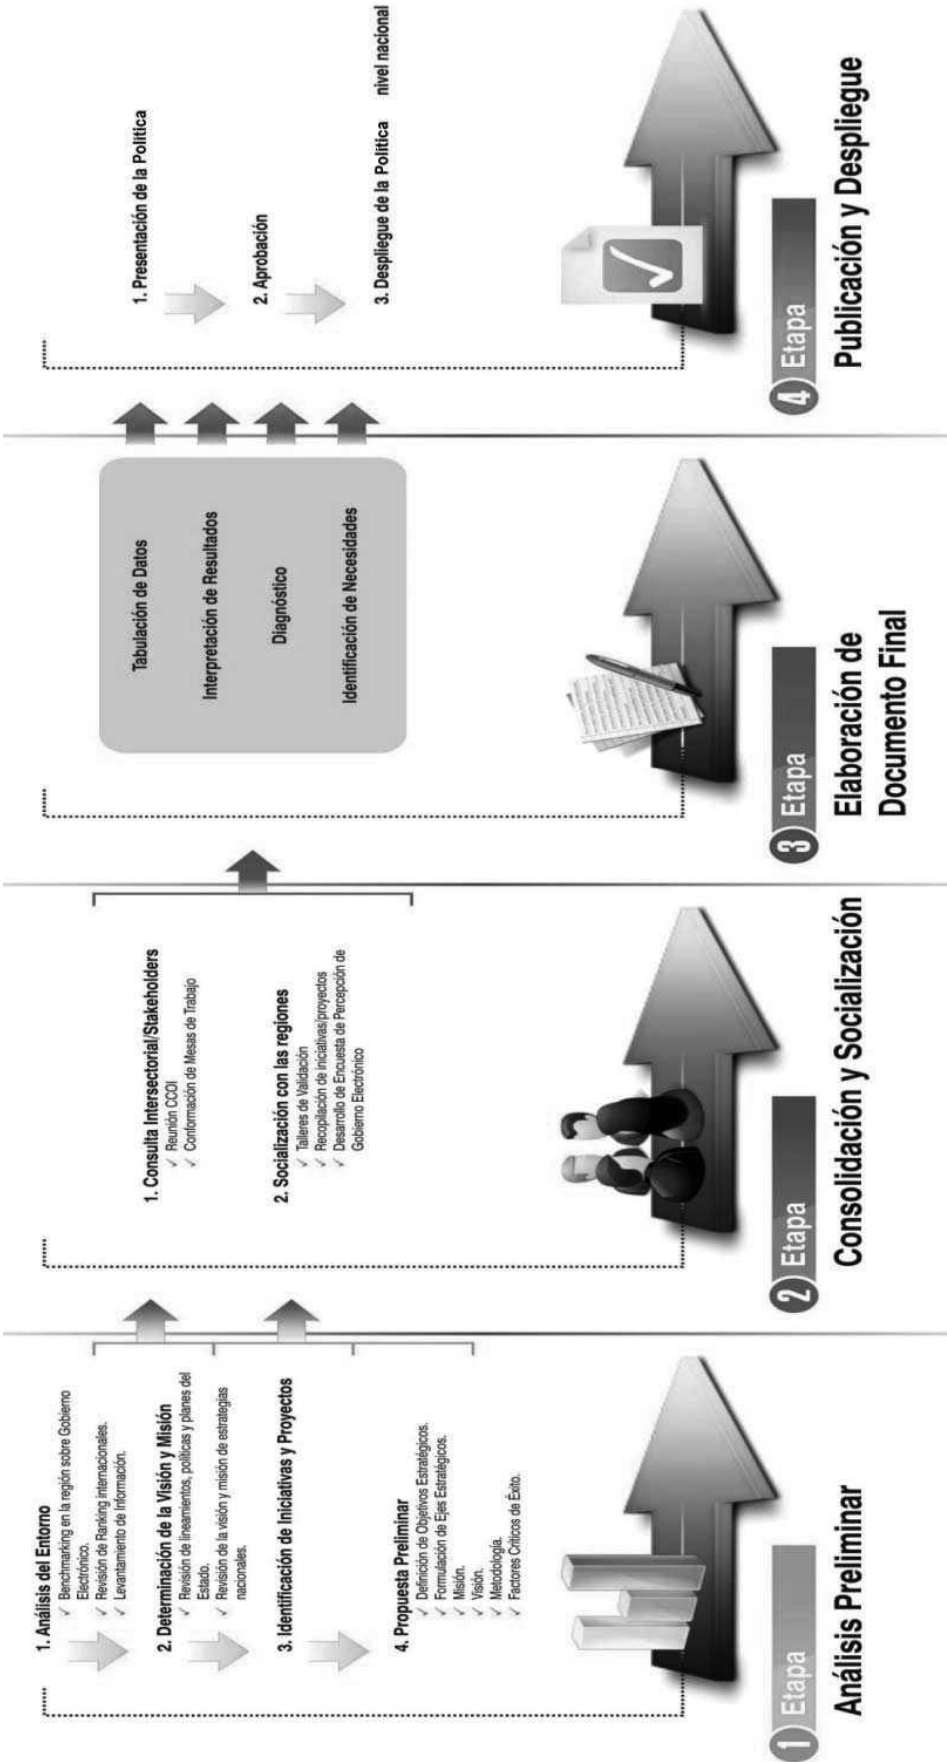 1. Análisis del Entorno
✓ Benchmarking en la región sobre Gobierno
Electrónico.
✓ Revisión de Ranking internacionales.
✓ Levantamiento de Información.
2. Determinación de la Visión y Misión
✓ Revisión de lineamientos, políticas y planes del
Estado.
✓ Revisión de la visión y misión de estrategias
nacionales.
3. Identificación de Iniciativas y Proyectos
4. Propuesta Preliminar
✓ Definición de Objetivos Estratégicos.
✓ Formulación de Ejes Estratégicos.
✓ Misión.
✓ Visión.
✓ Metodología.
✓ Factores Críticos de Éxito.
1 Etapa
Análisis Preliminar
1. Consulta Intersectorial/Stakeholders
✓ Reunión CCOI
✓ Conformación de Mesas de Trabajo
2. Socialización con las regiones
✓ Talleres de Validación
✓ Recopilación de iniciativas/proyectos
✓ Desarrollo de Encuesta de Percepción de
Gobierno Electrónico
2 Etapa
Consolidación y Socialización
Tabulación de Datos
Interpretación de Resultados
Diagnóstico
Identificación de Necesidades
3 Etapa
Elaboración de
Documento Final
1. Presentación de la Política
2. Aprobación
3. Despliegue de la Política nivel nacional
4 Etapa
Publicación y Despliegue